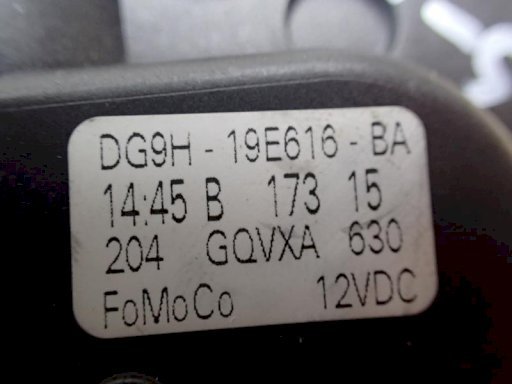 DG9H - 19E616 - BA
14:45 B 173 15
204 GQVXA 630
FoMoCo 12VDC